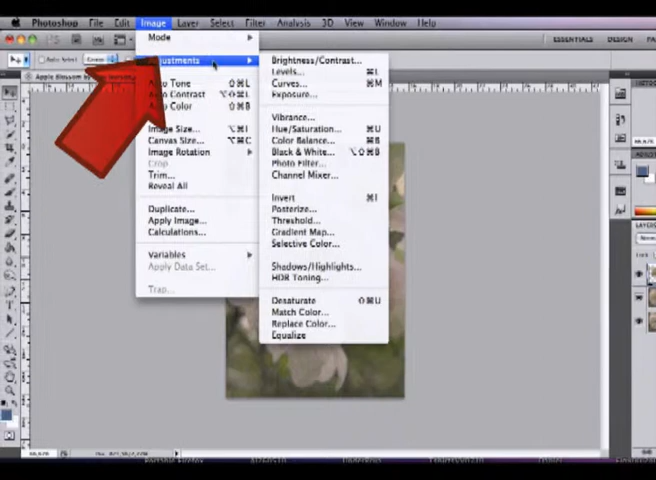 Photoshop File Edit Image Layer Select Filter Analysis 3D View Window Help
ESSENTIALS DESIGN
Mode
Adjustments
Auto Tone ⇧⌘L
Auto Contrast ⌥⇧⌘L
Auto Color ⇧⌘B
Image Size... ⌥⌘I
Canvas Size... ⌥⌘C
Image Rotation
Crop
Trim...
Reveal All
Duplicate...
Apply Image...
Calculations...
Variables
Apply Data Set...
Trap...
Brightness/Contrast...
Levels... ⌘L
Curves... ⌘M
Exposure...
Vibrance...
Hue/Saturation... ⌘U
Color Balance... ⌘B
Black & White... ⌥⇧⌘B
Photo Filter...
Channel Mixer...
Invert ⌘I
Posterize...
Threshold...
Gradient Map...
Selective Color...
Shadows/Highlights...
HDR Toning...
Desaturate ⇧⌘U
Match Color...
Replace Color...
Equalize
Apple Blossom
LAYERS